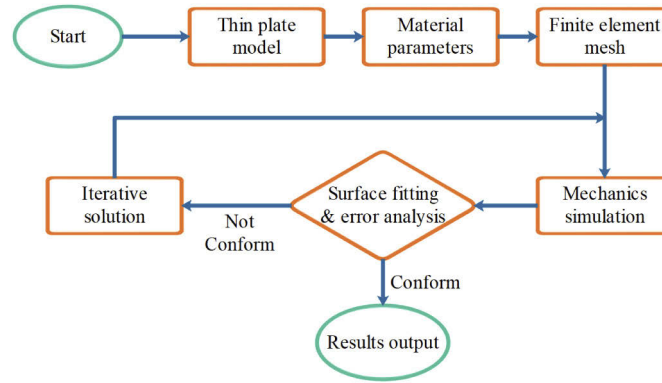 Start
Thin plate
model
Material
parameters
Finite element
mesh
Mechanics
simulation
Surface fitting
& error analysis
Not
Conform
Iterative
solution
Conform
Results output